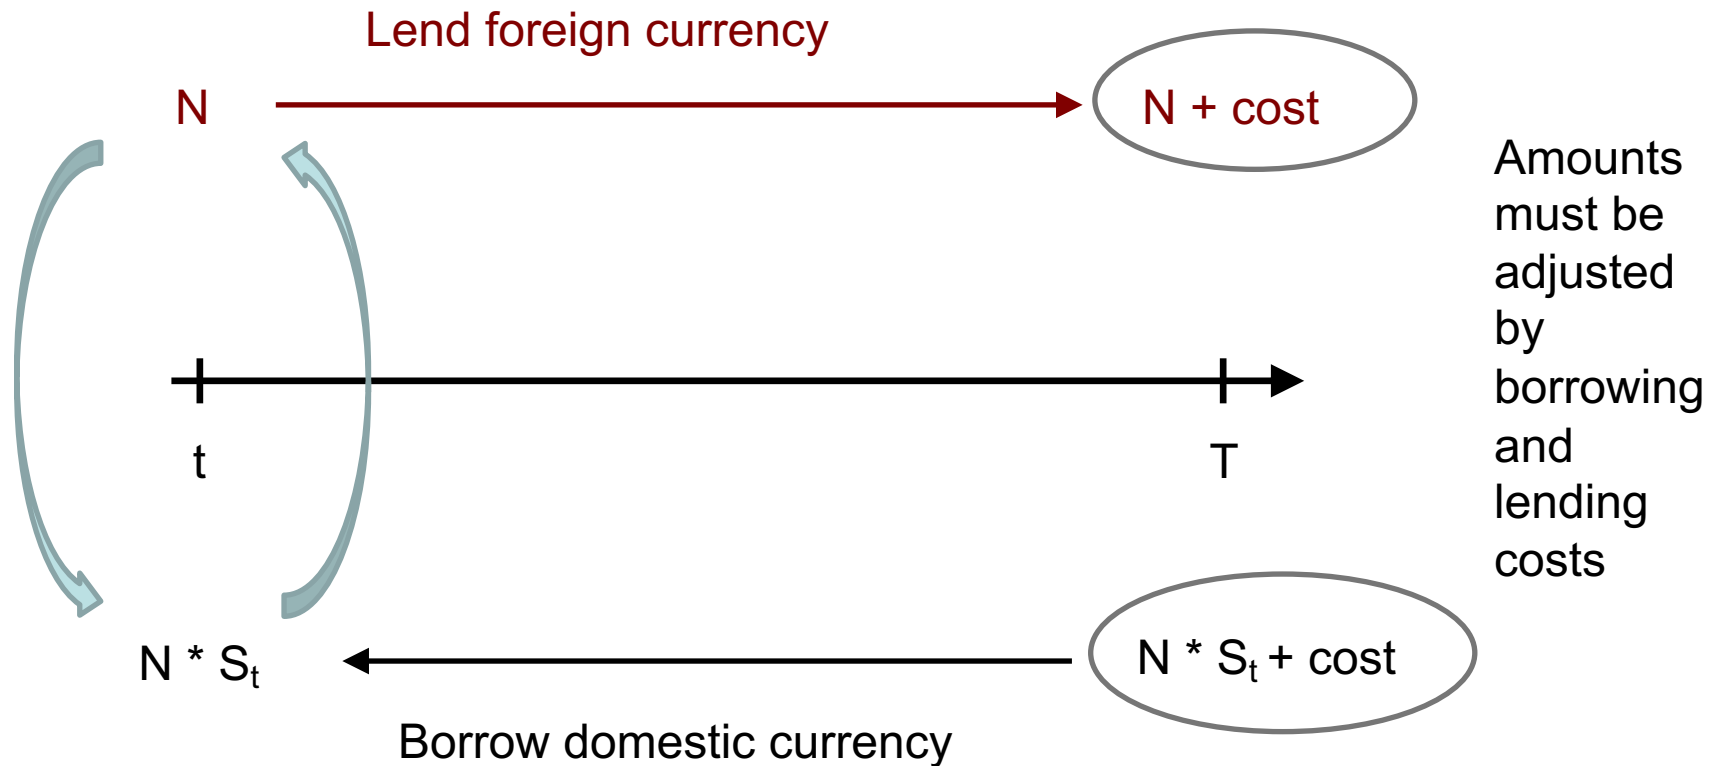 Lend foreign currency
N
N + cost
Amounts
must be
adjusted
by
borrowing
and
lending
costs
t
T
N * Sₜ
N * Sₜ + cost
Borrow domestic currency